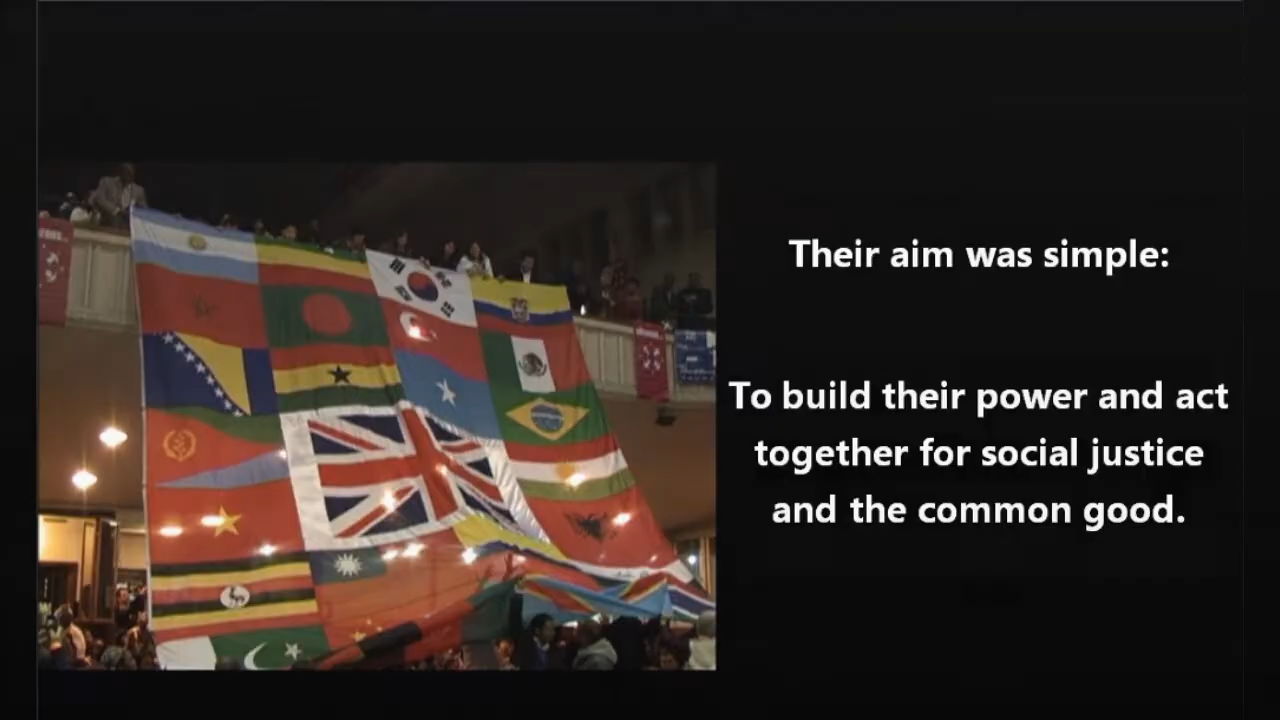 Their aim was simple:
To build their power and act
together for social justice
and the common good.